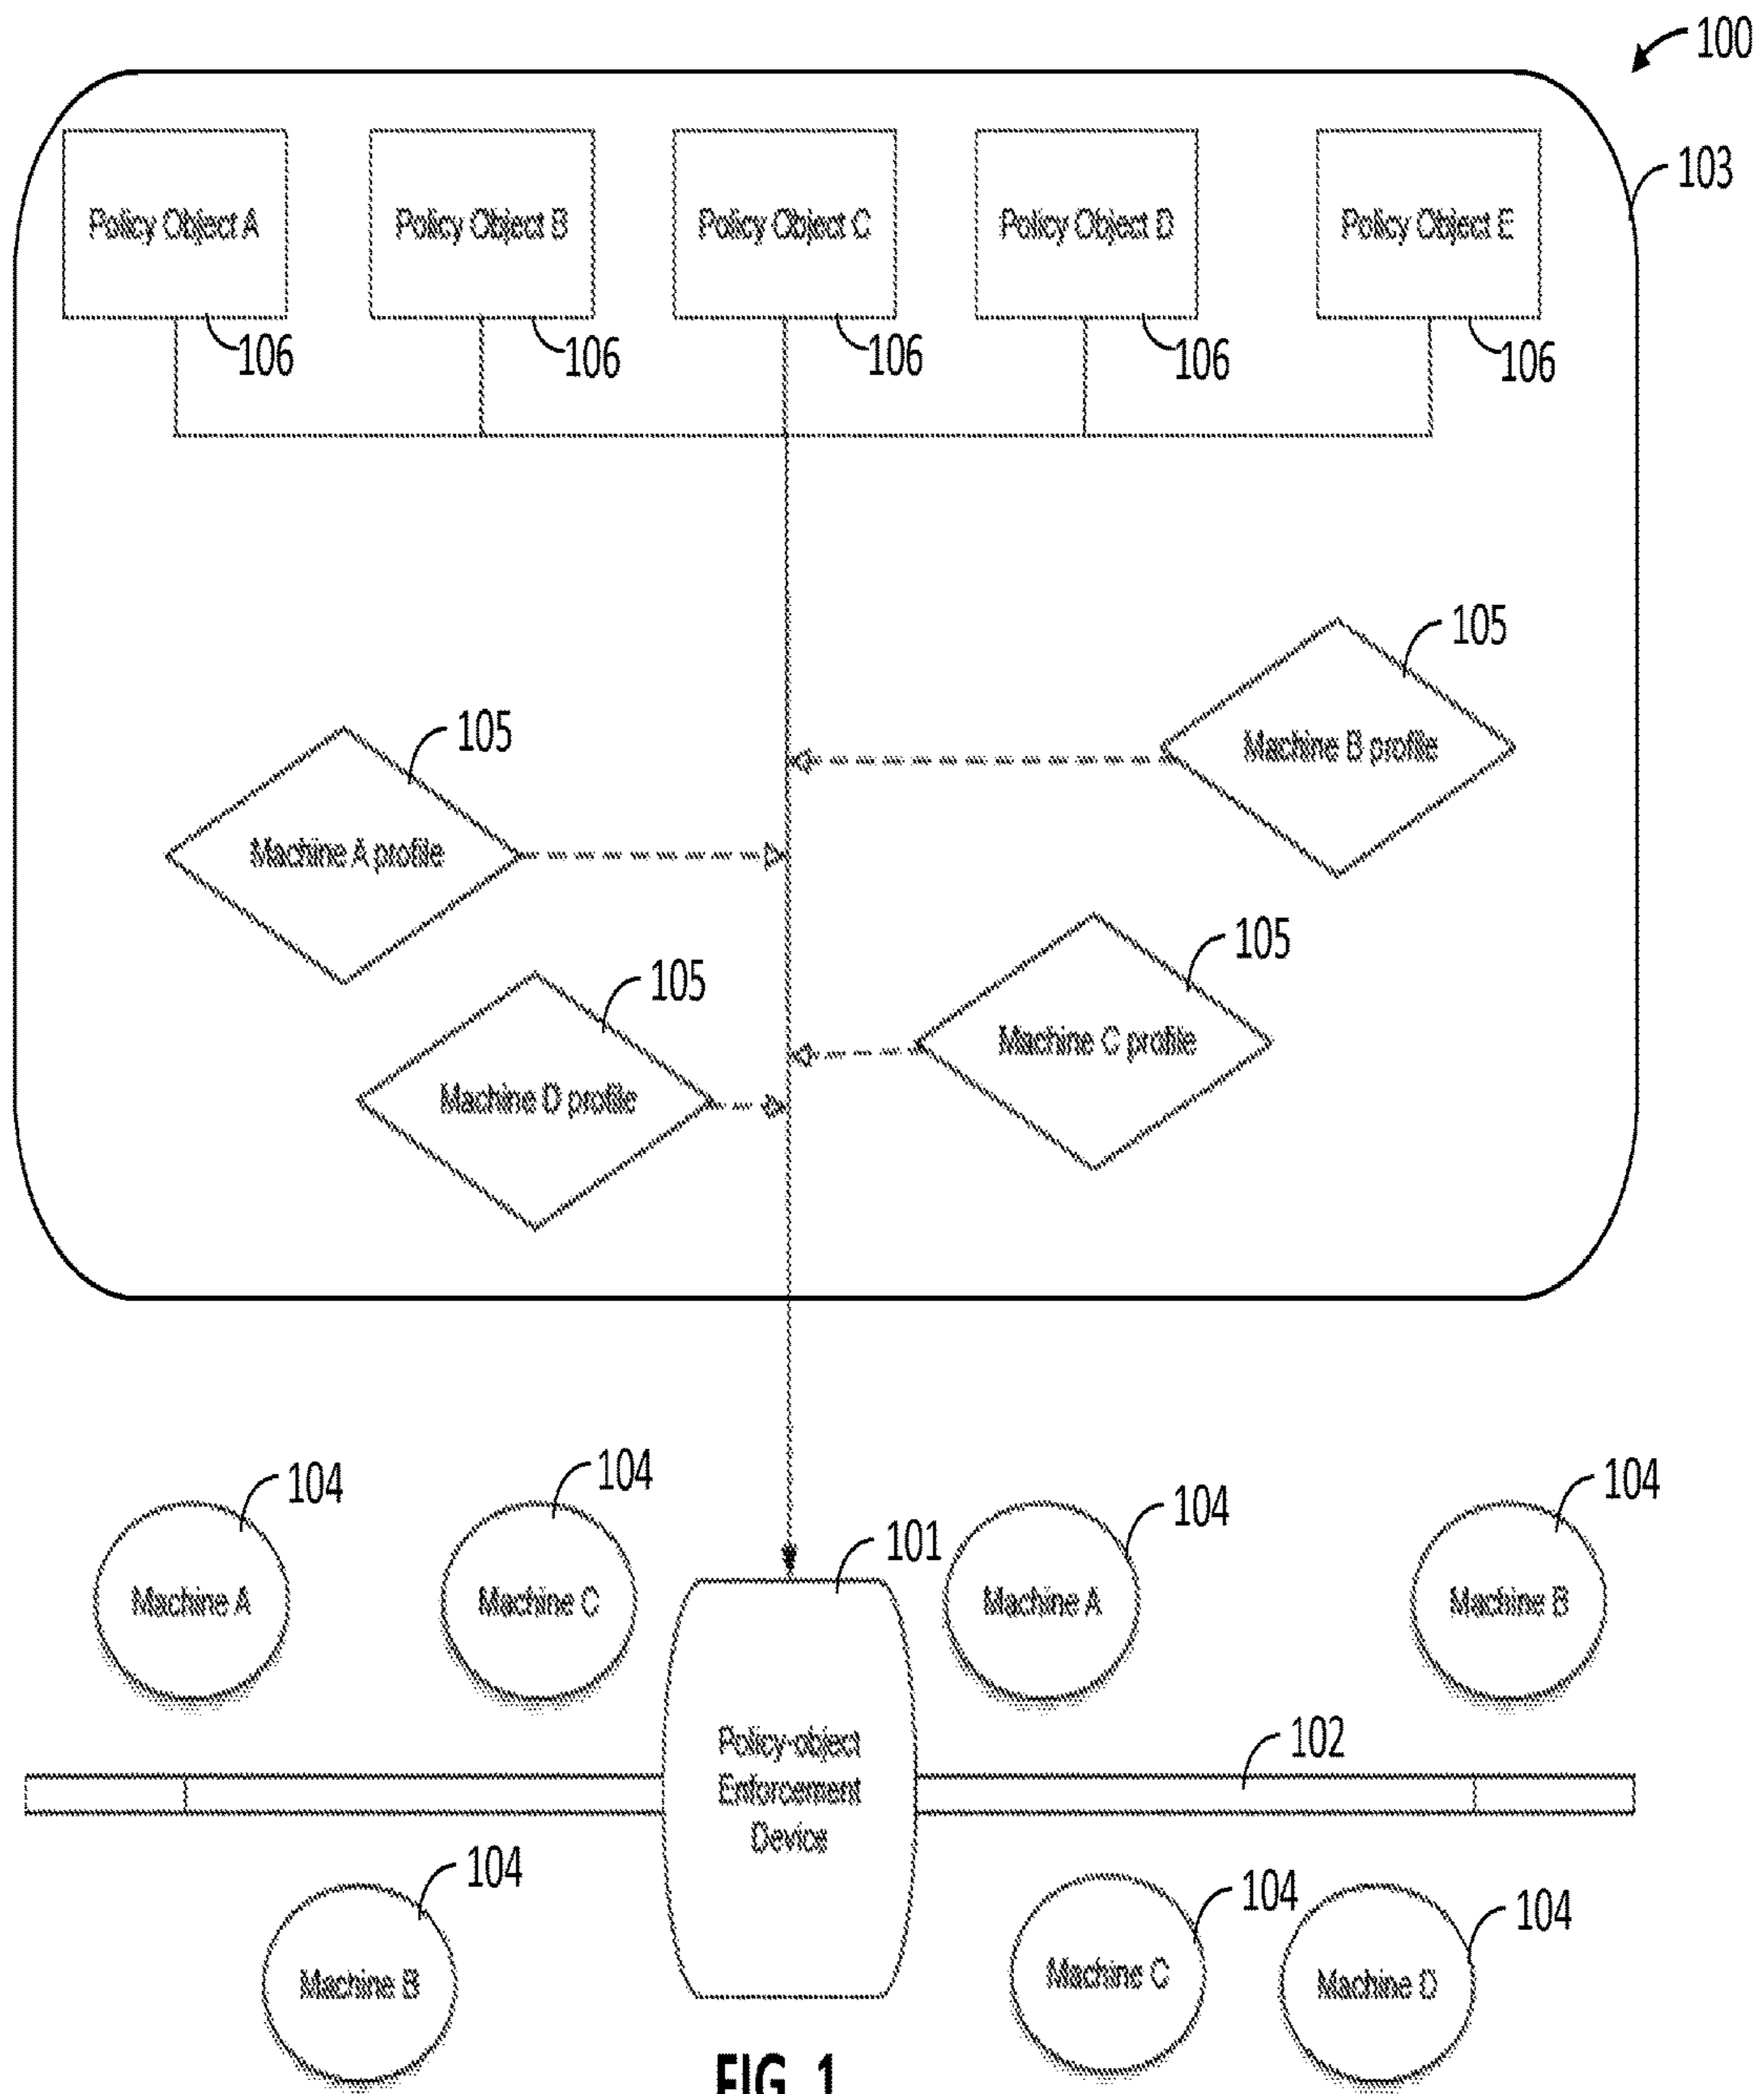 100
103
Policy Object A
Policy Object B
Policy Object C
Policy Object D
Policy Object E
106
106
106
106
106
105
Machine B profile
105
Machine A profile
105
Machine C profile
105
Machine D profile
104
104
104
104
101
Machine A
Machine C
Machine A
Machine B
102
Policy-object
Enforcement
Device
104
104
104
Machine B
Machine C
Machine D
FIG. 1